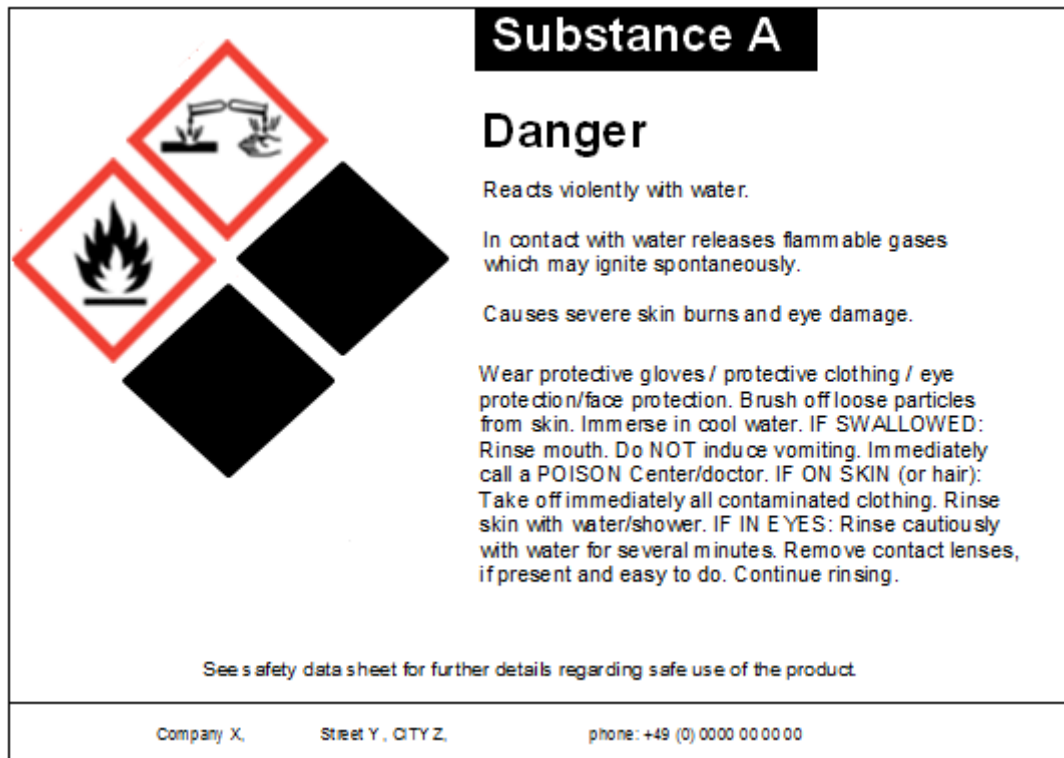 Substance A
Danger
Reacts violently with water.
In contact with water releases flammable gases
which may ignite spontaneously.
Causes severe skin burns and eye damage.
Wear protective gloves / protective clothing / eye
protection/face protection. Brush off loose particles
from skin. Immerse in cool water. IF SWALLOWED:
Rinse mouth. Do NOT induce vomiting. Immediately
call a POISON Center/doctor. IF ON SKIN (or hair):
Take off immediately all contaminated clothing. Rinse
skin with water/shower. IF IN EYES: Rinse cautiously
with water for several minutes. Remove contact lenses,
if present and easy to do. Continue rinsing.
See safety data sheet for further details regarding safe use of the product
Company X, Street Y, CITY Z, phone: +49 (0) 0000 000000